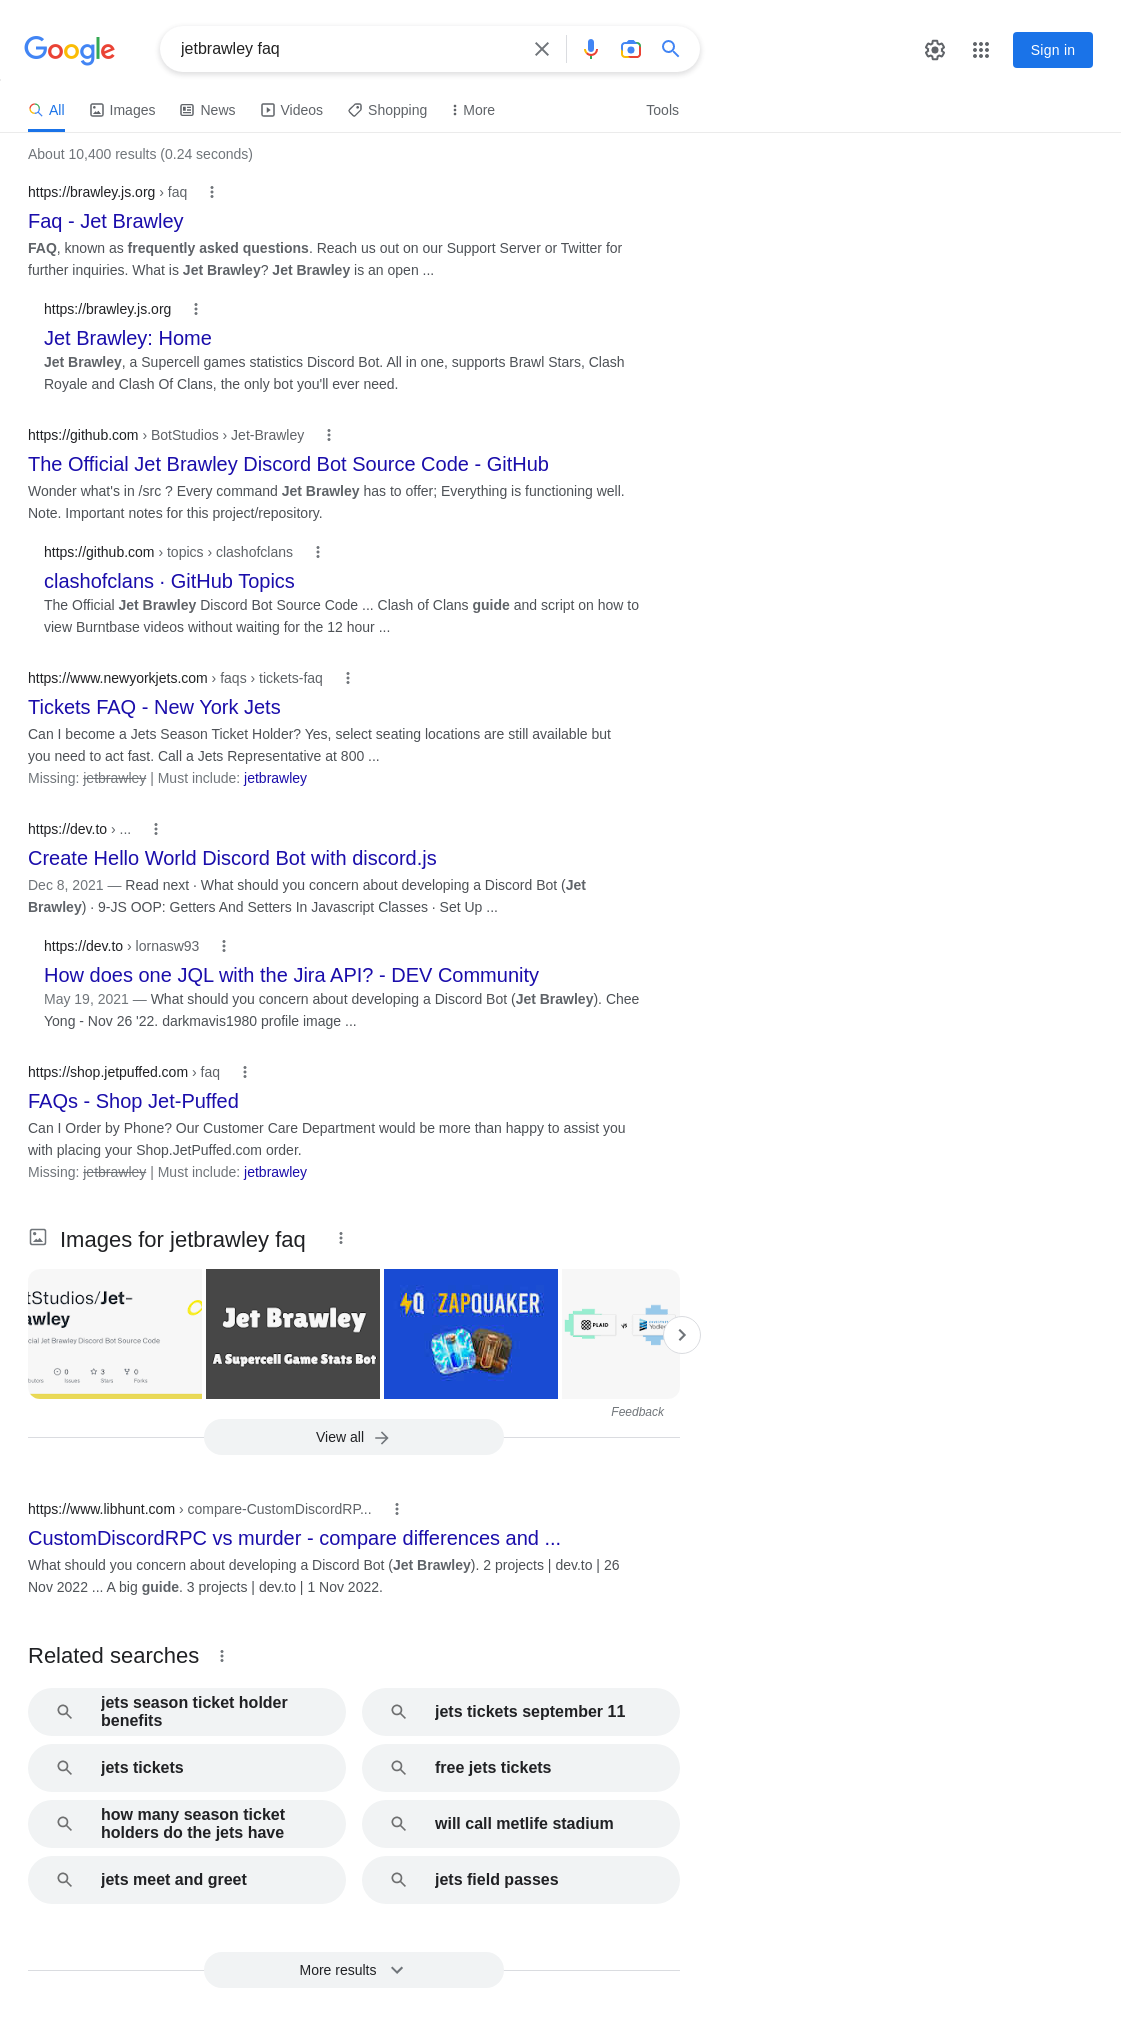 Google
jetbrawley faq
Sign in
All
Images
News
Videos
Shopping
More
Tools
About 10,400 results (0.24 seconds)
https://brawley.js.org › faq
Faq - Jet Brawley
FAQ, known as frequently asked questions. Reach us out on our Support Server or Twitter for
further inquiries. What is Jet Brawley? Jet Brawley is an open ...
https://brawley.js.org
Jet Brawley: Home
Jet Brawley, a Supercell games statistics Discord Bot. All in one, supports Brawl Stars, Clash
Royale and Clash Of Clans, the only bot you'll ever need.
https://github.com › BotStudios › Jet-Brawley
The Official Jet Brawley Discord Bot Source Code - GitHub
Wonder what's in /src ? Every command Jet Brawley has to offer; Everything is functioning well.
Note. Important notes for this project/repository.
https://github.com › topics › clashofclans
clashofclans · GitHub Topics
The Official Jet Brawley Discord Bot Source Code ... Clash of Clans guide and script on how to
view Burntbase videos without waiting for the 12 hour ...
https://www.newyorkjets.com › faqs › tickets-faq
Tickets FAQ - New York Jets
Can I become a Jets Season Ticket Holder? Yes, select seating locations are still available but
you need to act fast. Call a Jets Representative at 800 ...
Missing: jetbrawley | Must include: jetbrawley
https://dev.to › ...
Create Hello World Discord Bot with discord.js
Dec 8, 2021 — Read next · What should you concern about developing a Discord Bot (Jet
Brawley) · 9-JS OOP: Getters And Setters In Javascript Classes · Set Up ...
https://dev.to › lornasw93
How does one JQL with the Jira API? - DEV Community
May 19, 2021 — What should you concern about developing a Discord Bot (Jet Brawley). Chee
Yong - Nov 26 '22. darkmavis1980 profile image ...
https://shop.jetpuffed.com › faq
FAQs - Shop Jet-Puffed
Can I Order by Phone? Our Customer Care Department would be more than happy to assist you
with placing your Shop.JetPuffed.com order.
Missing: jetbrawley | Must include: jetbrawley
Images for jetbrawley faq
tStudios/Jet-
awley
cial Jet Brawley Discord Bot Source Code
0 3 0
butors Issues Stars Forks
Jet Brawley
A Supercell Game Stats Bot
Q ZAPQUAKER
PLAID vs Yodlee
Feedback
View all
https://www.libhunt.com › compare-CustomDiscordRP...
CustomDiscordRPC vs murder - compare differences and ...
What should you concern about developing a Discord Bot (Jet Brawley). 2 projects | dev.to | 26
Nov 2022 ... A big guide. 3 projects | dev.to | 1 Nov 2022.
Related searches
jets season ticket holder
benefits
jets tickets september 11
jets tickets
free jets tickets
how many season ticket
holders do the jets have
will call metlife stadium
jets meet and greet
jets field passes
More results